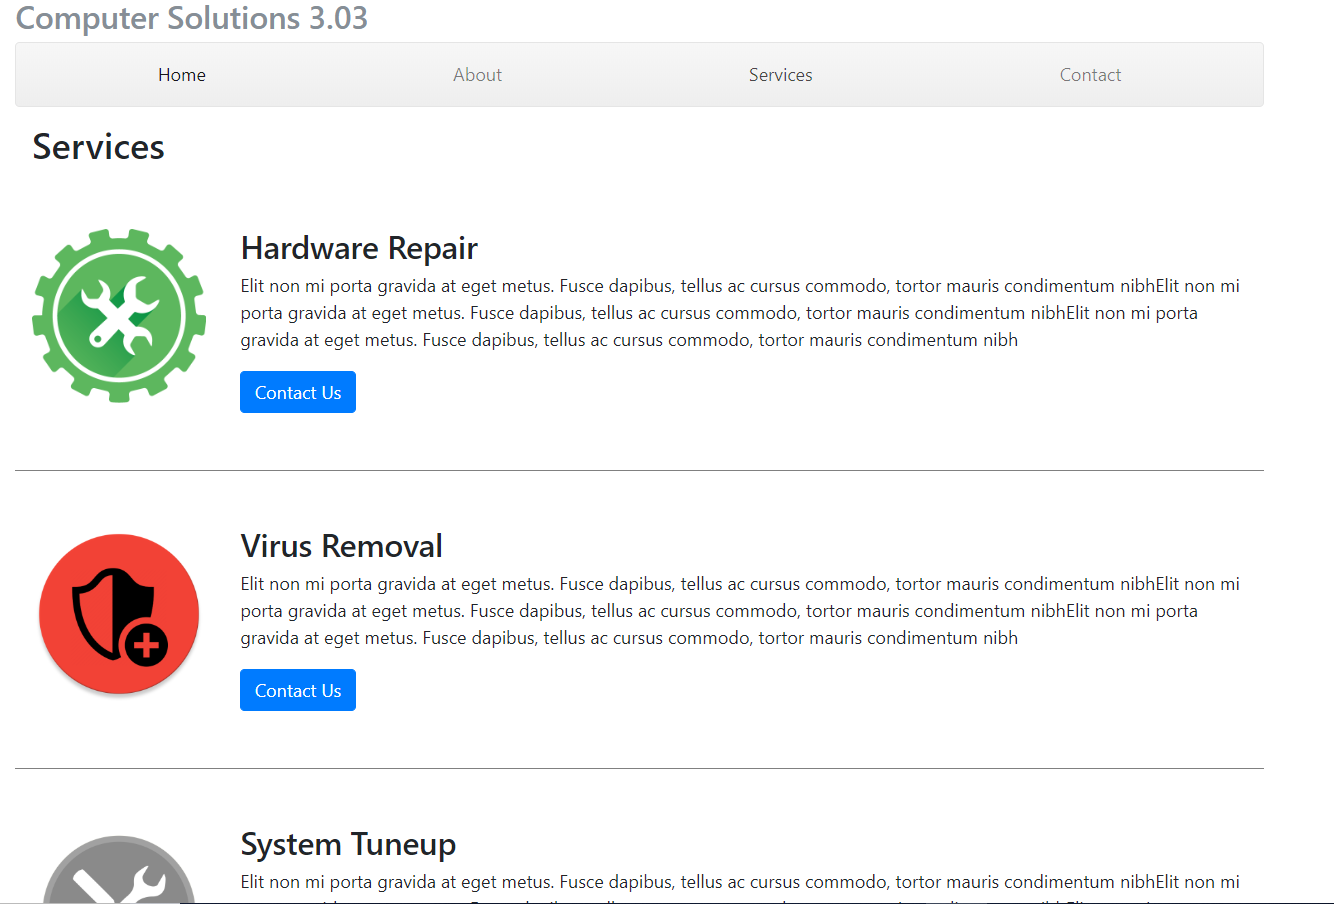 Computer Solutions 3.03
Home About Services Contact
Services
Hardware Repair
Elit non mi porta gravida at eget metus. Fusce dapibus, tellus ac cursus commodo, tortor mauris condimentum nibhElit non mi
porta gravida at eget metus. Fusce dapibus, tellus ac cursus commodo, tortor mauris condimentum nibhElit non mi porta
gravida at eget metus. Fusce dapibus, tellus ac cursus commodo, tortor mauris condimentum nibh
Contact Us
Virus Removal
Elit non mi porta gravida at eget metus. Fusce dapibus, tellus ac cursus commodo, tortor mauris condimentum nibhElit non mi
porta gravida at eget metus. Fusce dapibus, tellus ac cursus commodo, tortor mauris condimentum nibhElit non mi porta
gravida at eget metus. Fusce dapibus, tellus ac cursus commodo, tortor mauris condimentum nibh
Contact Us
System Tuneup
Elit non mi porta gravida at eget metus. Fusce dapibus, tellus ac cursus commodo, tortor mauris condimentum nibhElit non mi